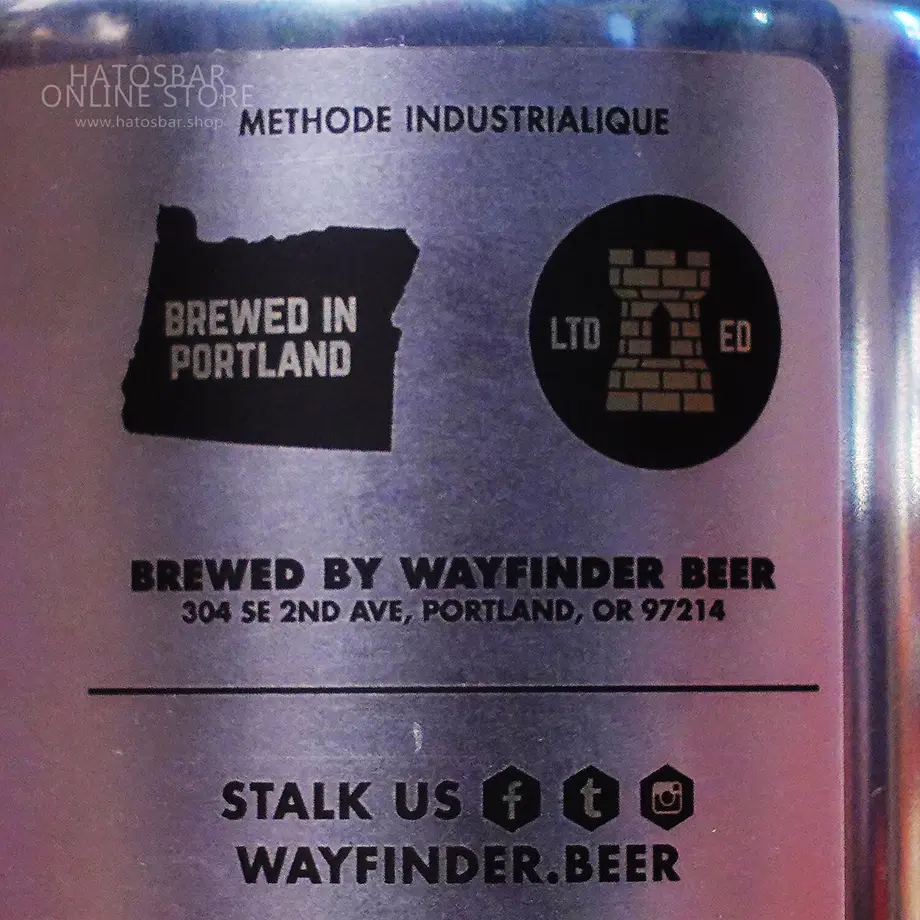 HATOSBAR
ONLINE STORE
www.hatosbar.shop
METHODE INDUSTRIALIQUE
BREWED IN
PORTLAND
LTD ED
BREWED BY WAYFINDER BEER
304 SE 2ND AVE, PORTLAND, OR 97214
STALK US f t
WAYFINDER.BEER